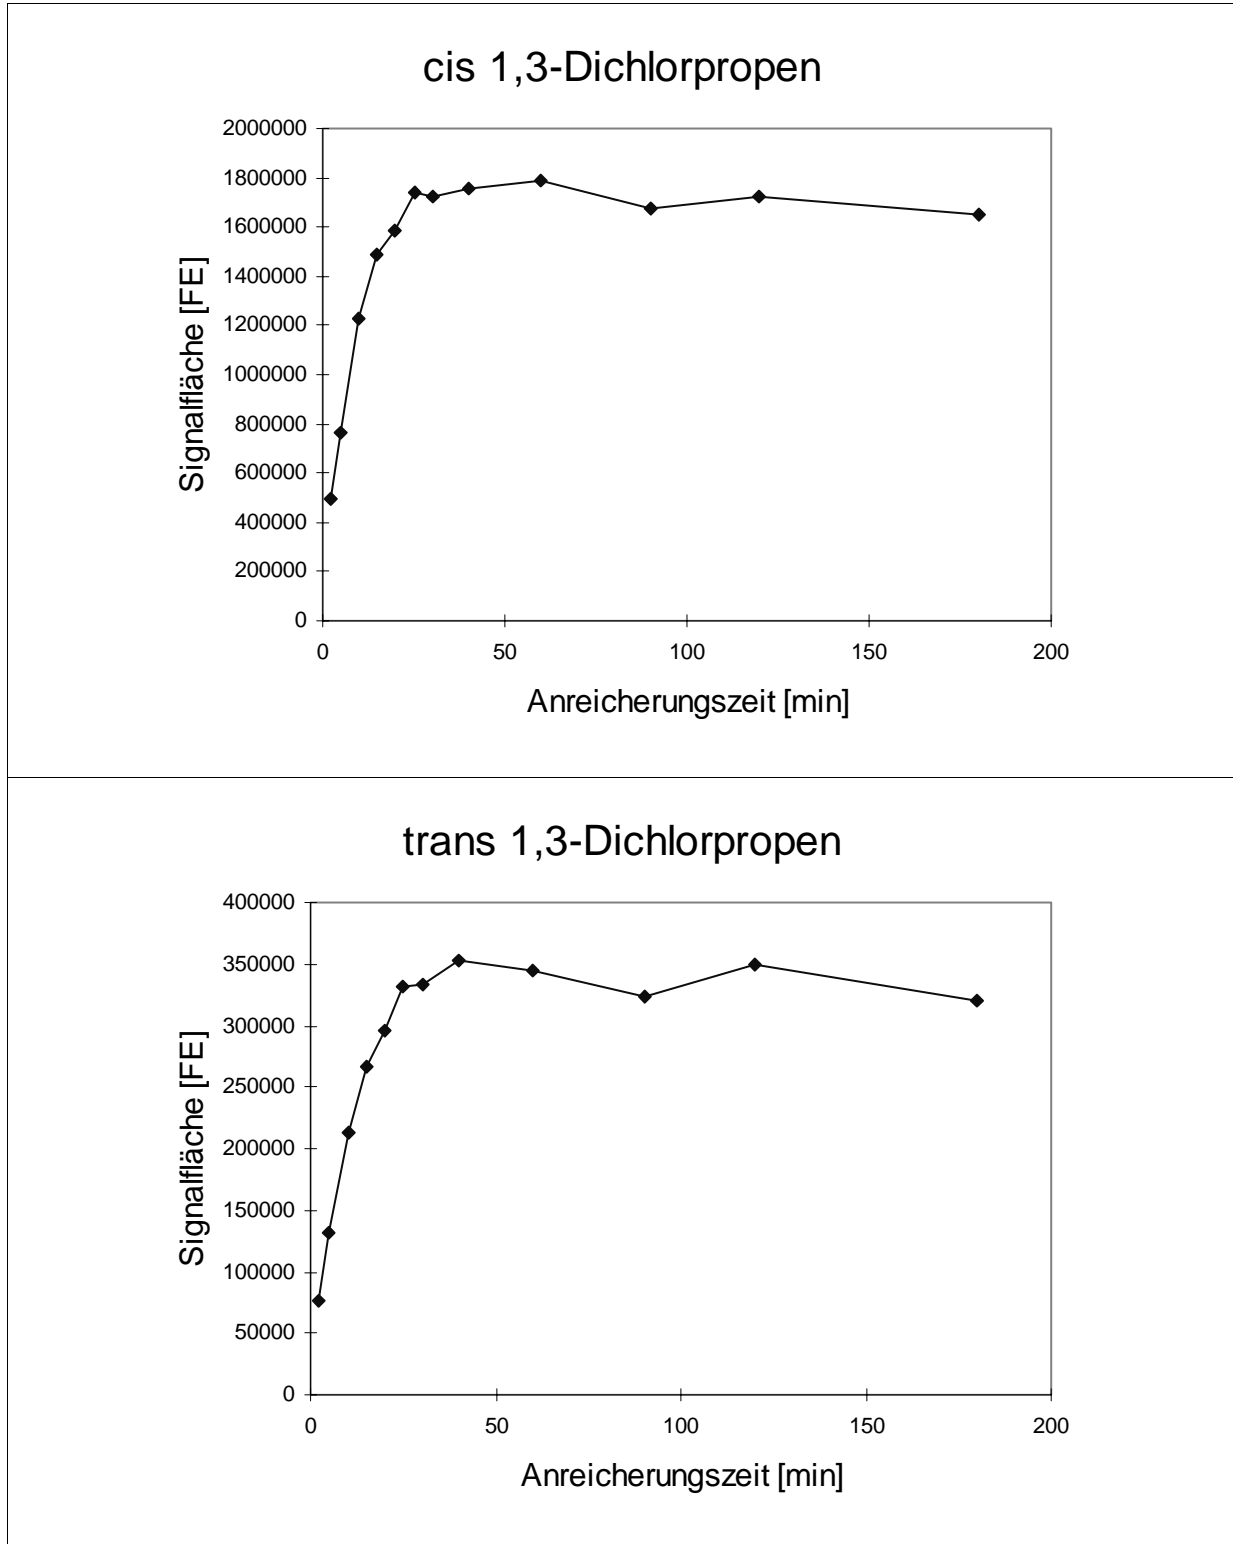 cis 1,3-Dichlorpropen
2000000
1800000
1600000
1400000
1200000
1000000
800000
600000
400000
200000
0
Signalfläche [FE]
0 50 100 150 200
Anreicherungszeit [min]
trans 1,3-Dichlorpropen
400000
350000
300000
250000
200000
150000
100000
50000
0
Signalfläche [FE]
0 50 100 150 200
Anreicherungszeit [min]